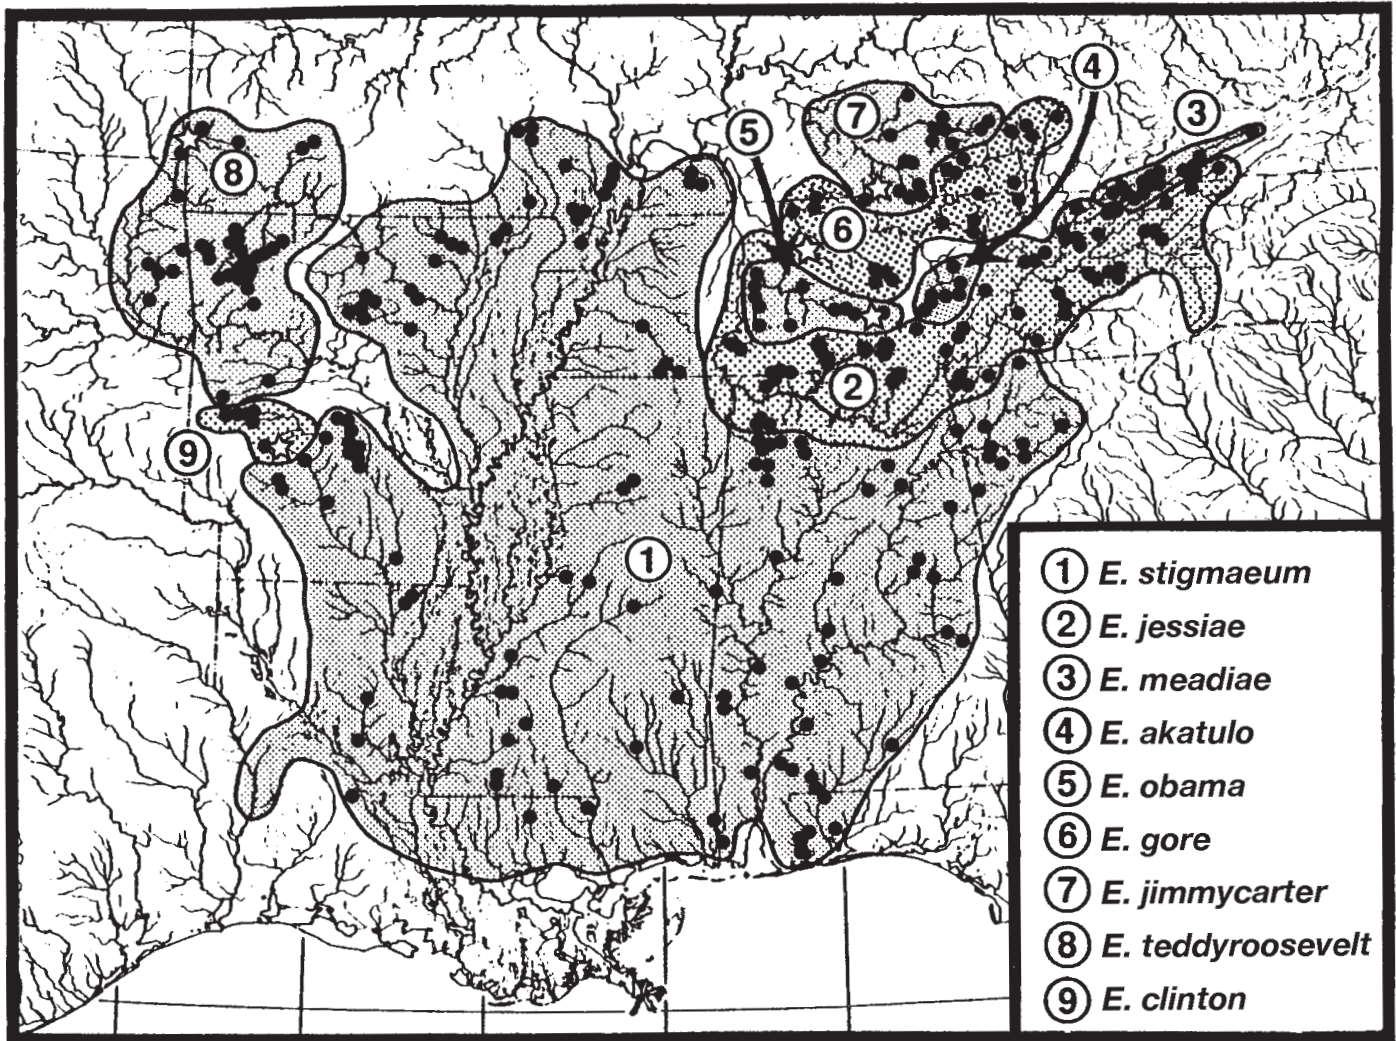 4
3
7
5
8
6
2
9
1
1 E. stigmaeum
2 E. jessiae
3 E. meadiae
4 E. akatulo
5 E. obama
6 E. gore
7 E. jimmycarter
8 E. teddyroosevelt
9 E. clinton